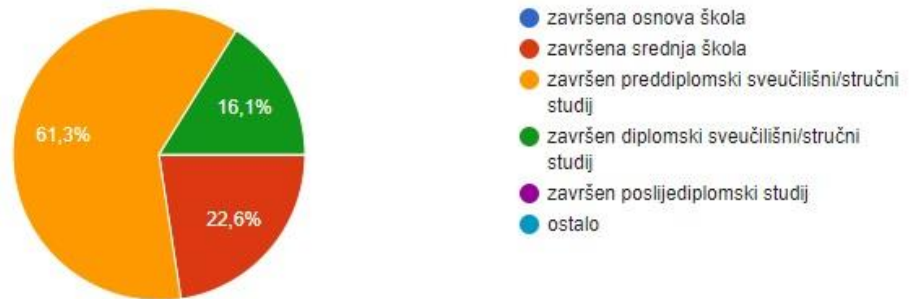 61,3%
16,1%
22,6%
završena osnova škola
završena srednja škola
završen preddiplomski sveučilišni/stručni
studij
završen diplomski sveučilišni/stručni
studij
završen poslijediplomski studij
ostalo